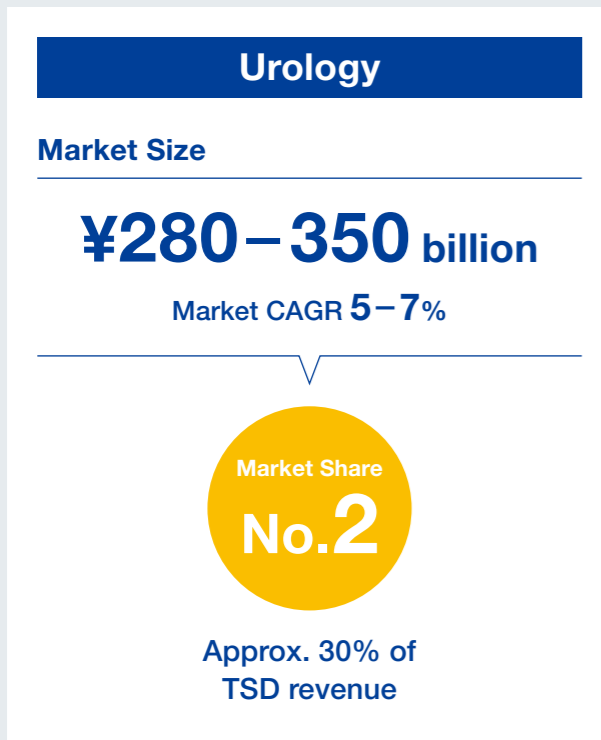 Urology
Market Size
¥280–350 billion
Market CAGR 5–7%
Market Share
No.2
Approx. 30% of
TSD revenue